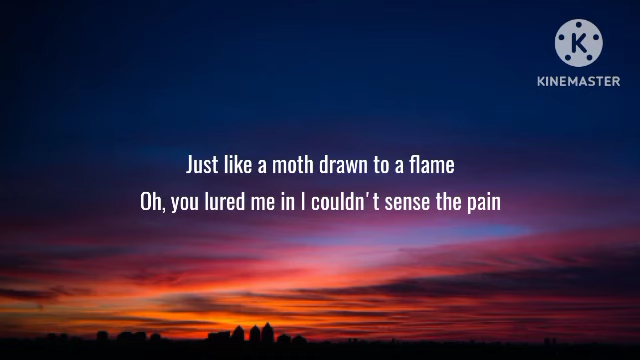 KINEMASTER
Just like a moth drawn to a flame
Oh, you lured me in I couldn't sense the pain